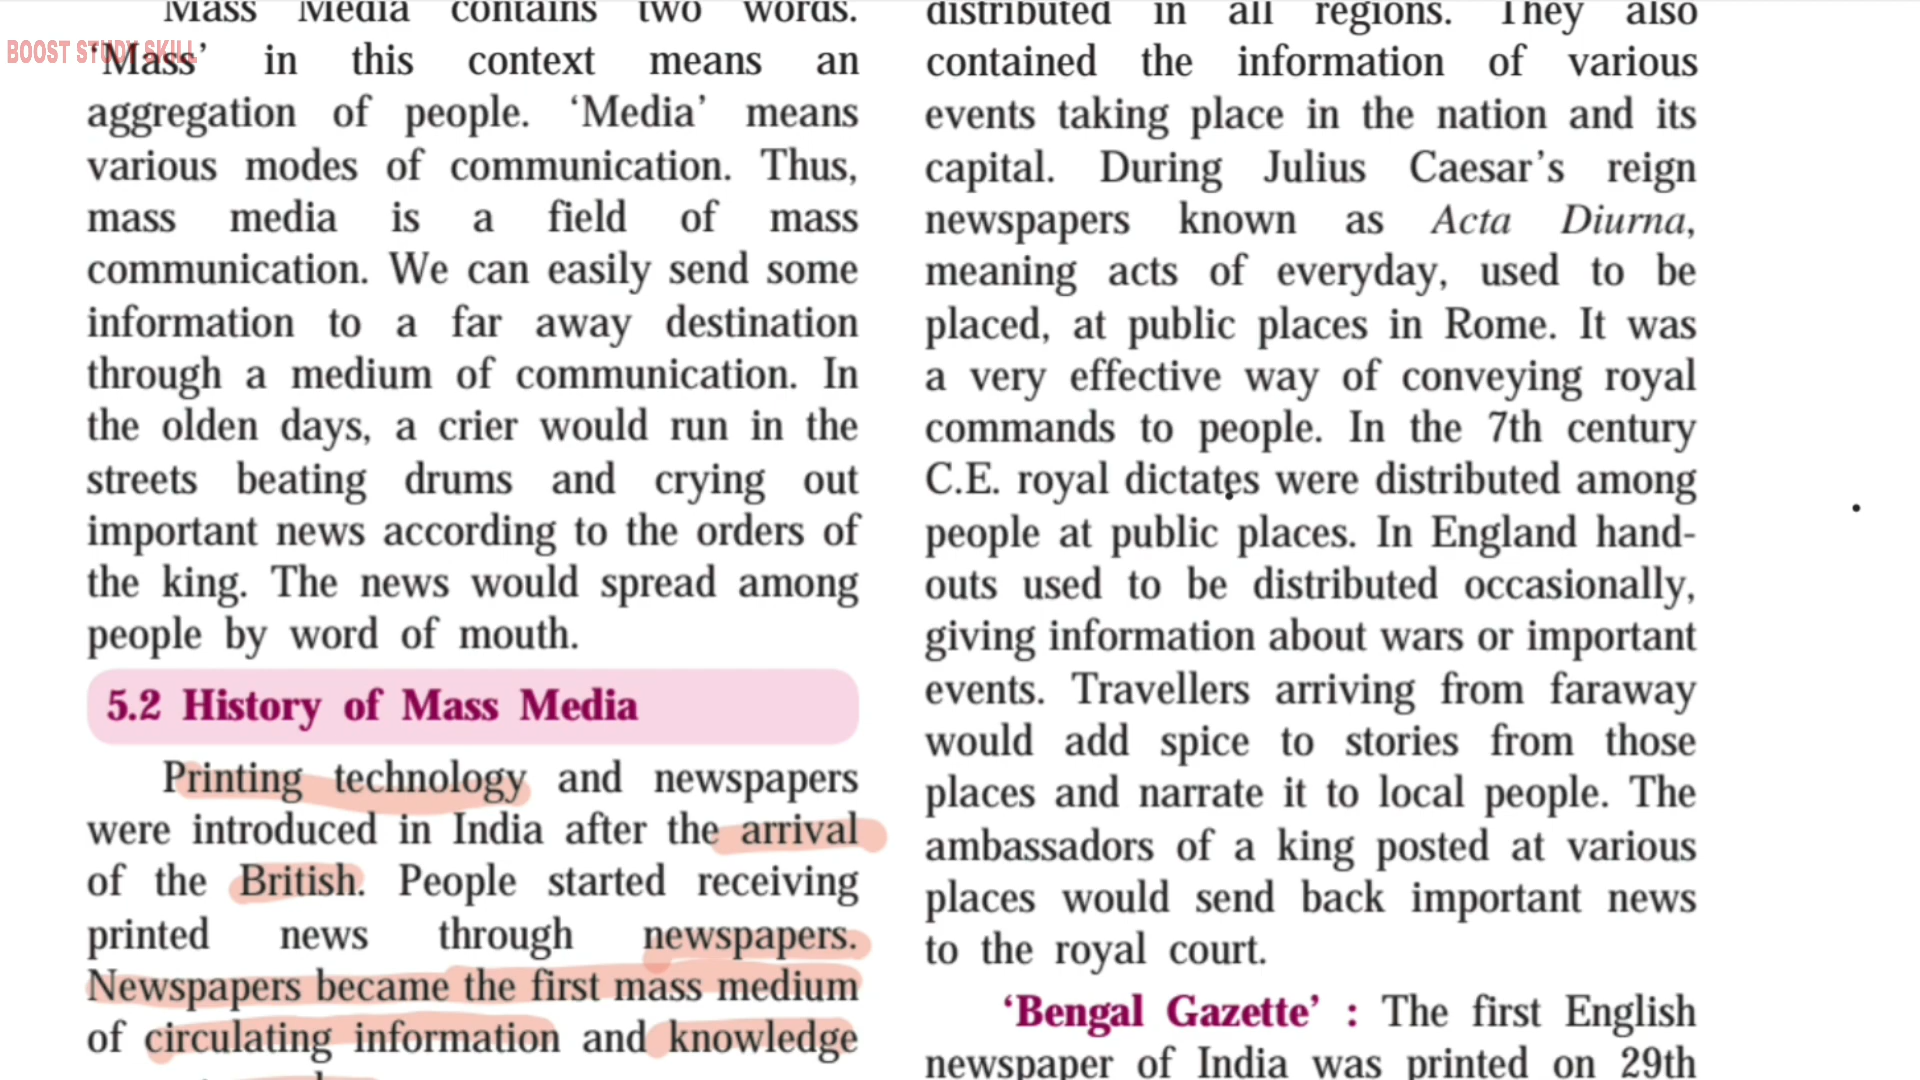 BOOST STUDY SKILL
Mass Media contains two words.
‘Mass’ in this context means an
aggregation of people. ‘Media’ means
various modes of communication. Thus,
mass media is a field of mass
communication. We can easily send some
information to a far away destination
through a medium of communication. In
the olden days, a crier would run in the
streets beating drums and crying out
important news according to the orders of
the king. The news would spread among
people by word of mouth.
5.2 History of Mass Media
Printing technology and newspapers
were introduced in India after the arrival
of the British. People started receiving
printed news through newspapers.
Newspapers became the first mass medium
of circulating information and knowledge
distributed in all regions. They also
contained the information of various
events taking place in the nation and its
capital. During Julius Caesar’s reign
newspapers known as Acta Diurna,
meaning acts of everyday, used to be
placed, at public places in Rome. It was
a very effective way of conveying royal
commands to people. In the 7th century
C.E. royal dictates were distributed among
people at public places. In England hand-
outs used to be distributed occasionally,
giving information about wars or important
events. Travellers arriving from faraway
would add spice to stories from those
places and narrate it to local people. The
ambassadors of a king posted at various
places would send back important news
to the royal court.
‘Bengal Gazette’ : The first English
newspaper of India was printed on 29th